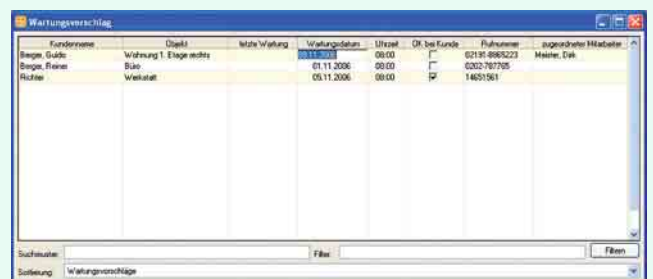 Wartungsvorschlag
Kundenname Objekt letzte Wartung Wartungsdatum Uhrzeit OK bei Kunde Rufnummer zugeordneter Mitarbeiter
Berger, Guido Wohnung 1. Etage rechts 08:00 02191-8965223 Meister, Dirk
Berger, Reiner Büro 01.11.2006 08:00 0202-787765
Richter Werkstatt 05.11.2006 08:00 14651561
Suchmuster: Filter: Filtern
Sortierung: Wartungsvorschläge